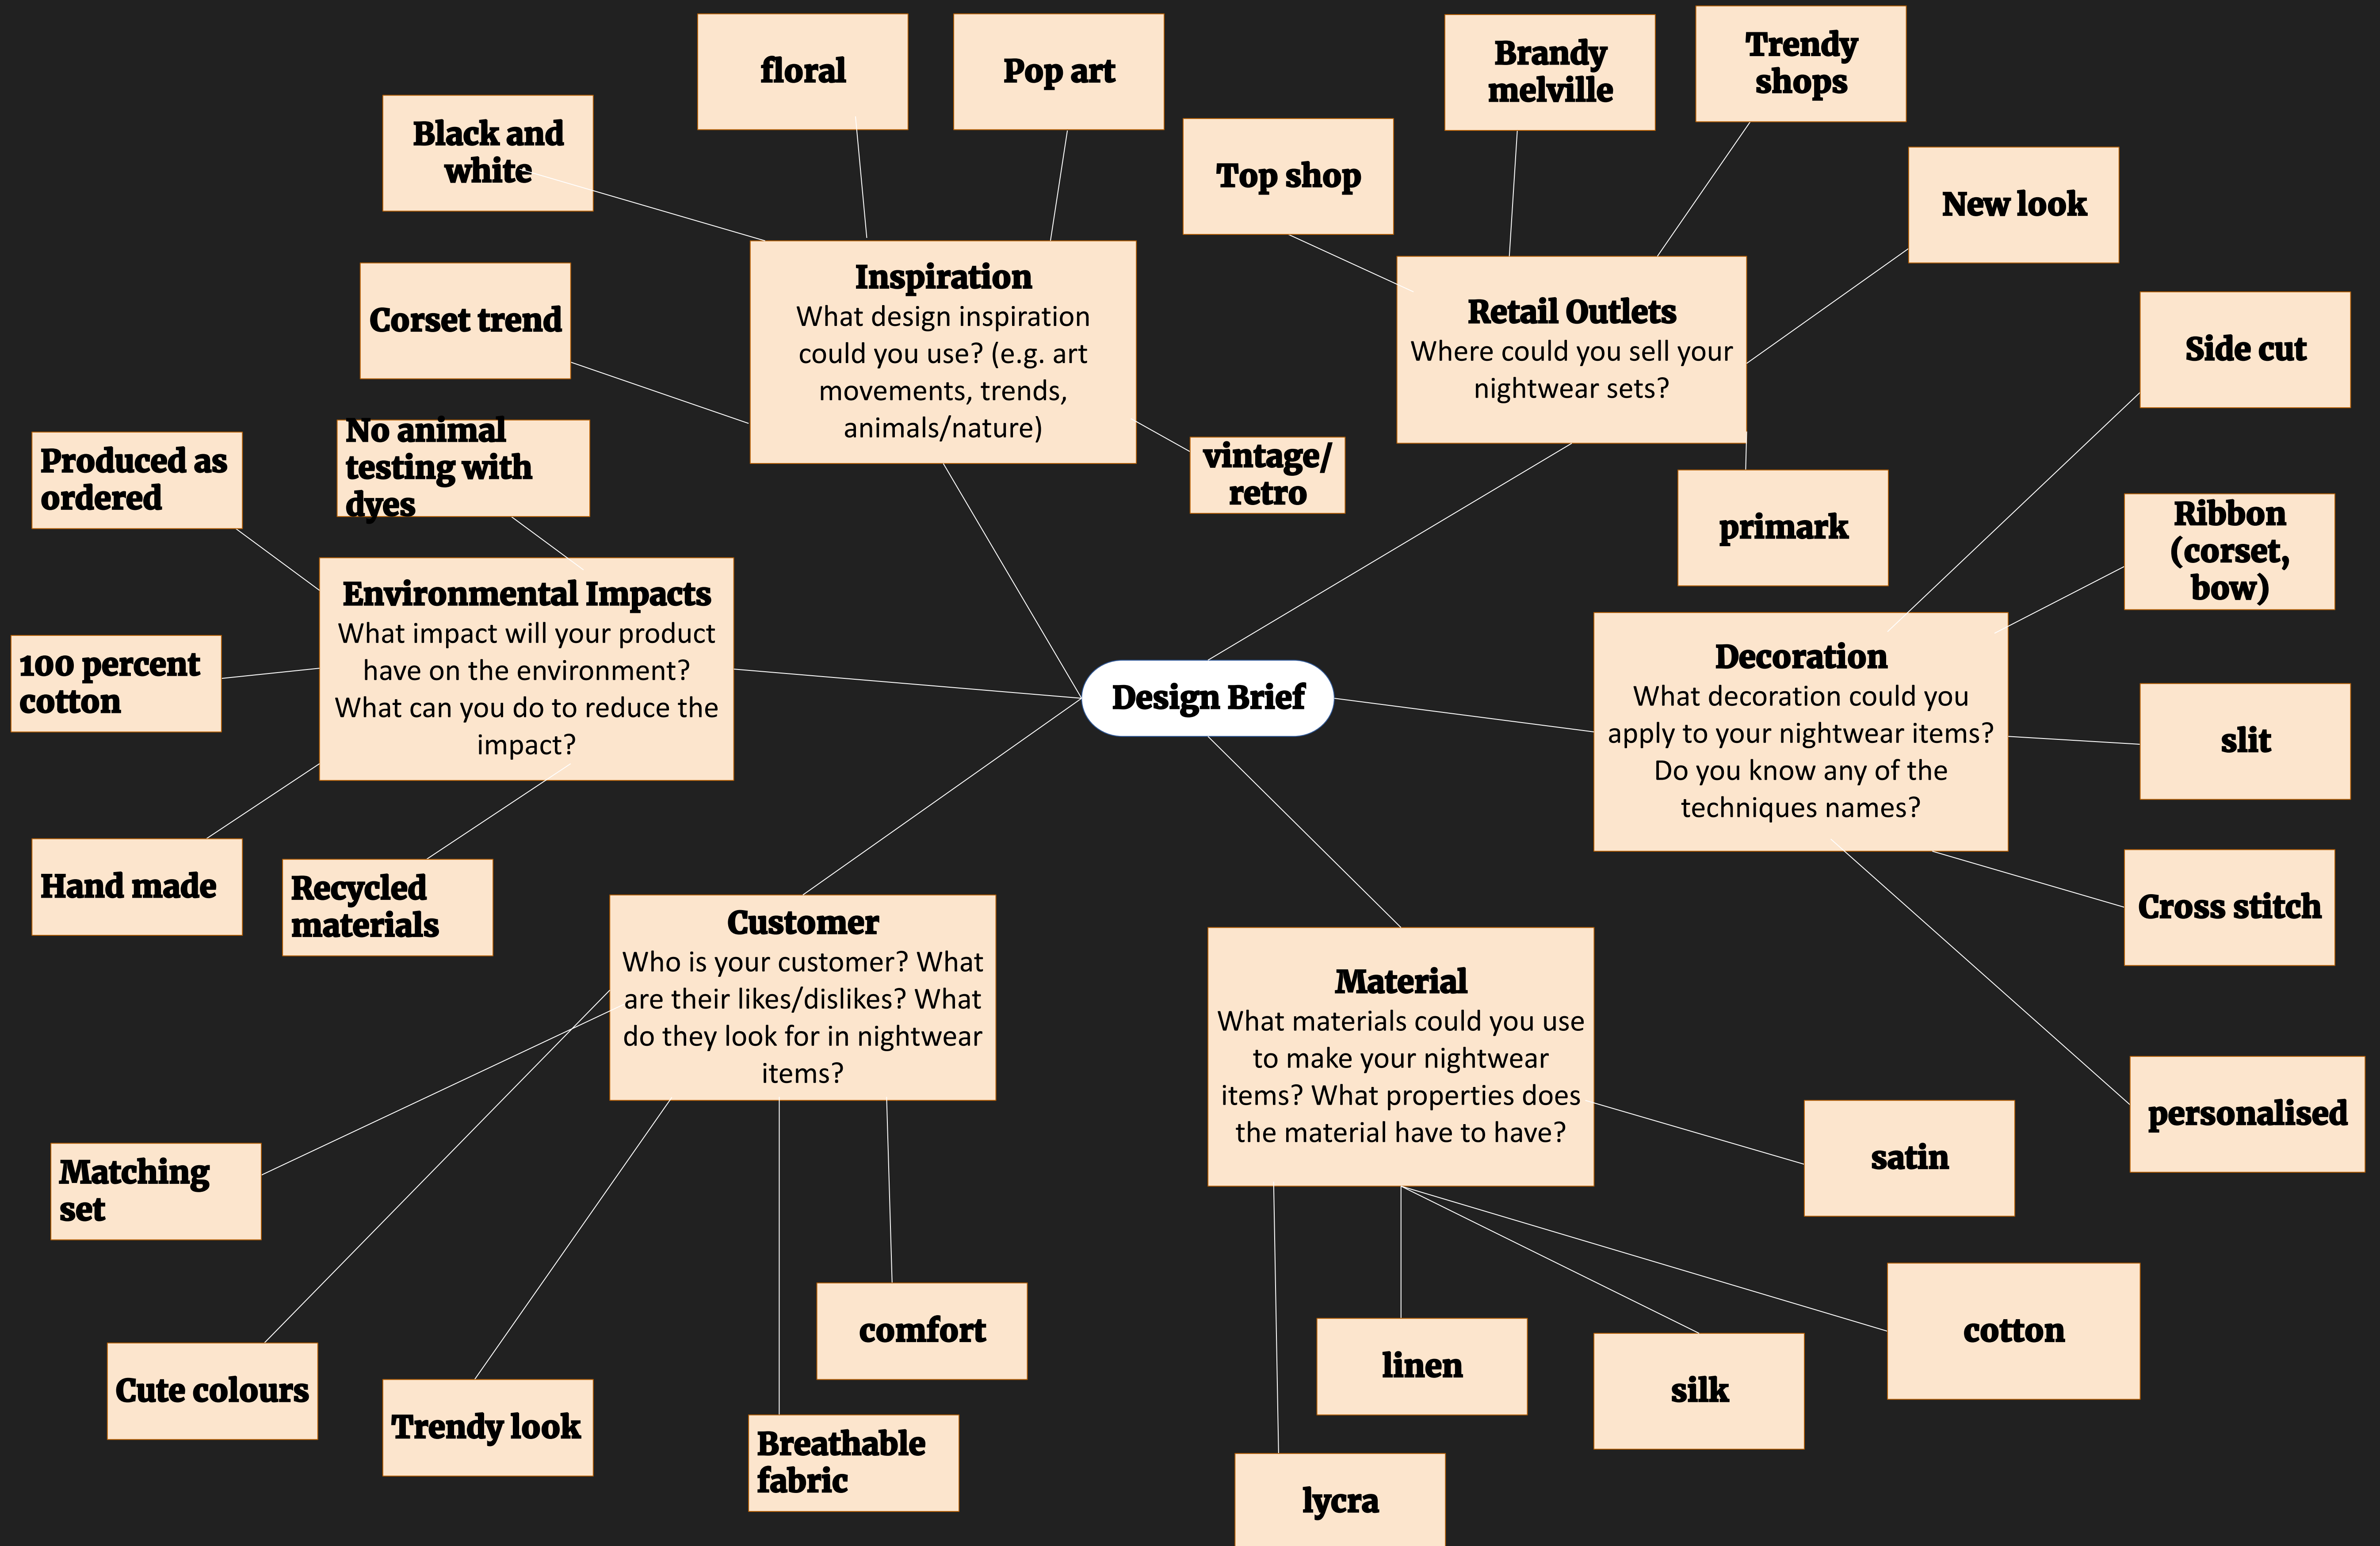 floral
Pop art
Brandy
melville
Trendy
shops
Black and
white
Top shop
New look
Corset trend
Inspiration
What design inspiration
could you use? (e.g. art
movements, trends,
animals/nature)
Retail Outlets
Where could you sell your
nightwear sets?
Side cut
No animal
testing with
dyes
Produced as
ordered
vintage/
retro
primark
Ribbon
(corset,
bow)
Environmental Impacts
What impact will your product
have on the environment?
What can you do to reduce the
impact?
100 percent
cotton
Design Brief
Decoration
What decoration could you
apply to your nightwear items?
Do you know any of the
techniques names?
slit
Hand made
Recycled
materials
Cross stitch
Customer
Who is your customer? What
are their likes/dislikes? What
do they look for in nightwear
items?
Material
What materials could you use
to make your nightwear
items? What properties does
the material have to have?
personalised
satin
Matching
set
comfort
cotton
linen
silk
Cute colours
Trendy look
Breathable
fabric
lycra